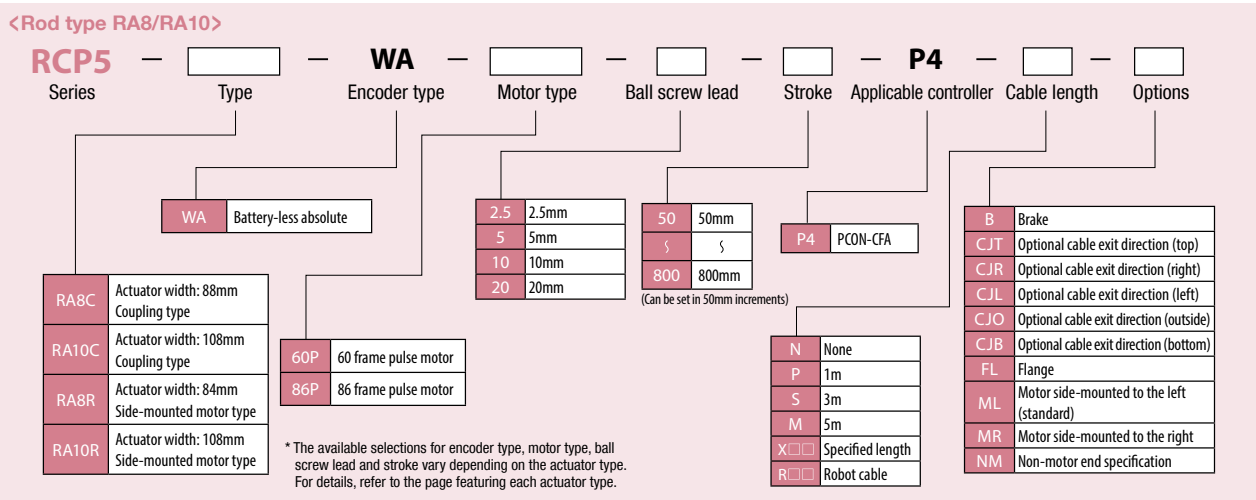 <Rod type RA8/RA10>
RCP5 — — WA — — — — P4 — —
Series Type Encoder type Motor type Ball screw lead Stroke Applicable controller Cable length Options
WA Battery-less absolute
RA8C Actuator width: 88mm
Coupling type
RA10C Actuator width: 108mm
Coupling type
RA8R Actuator width: 84mm
Side-mounted motor type
RA10R Actuator width: 108mm
Side-mounted motor type
60P 60 frame pulse motor
86P 86 frame pulse motor
2.5 2.5mm
5 5mm
10 10mm
20 20mm
50 50mm
⌇ ⌇
800 800mm
(Can be set in 50mm increments)
P4 PCON-CFA
N None
P 1m
S 3m
M 5m
X□□ Specified length
R□□ Robot cable
B Brake
CJT Optional cable exit direction (top)
CJR Optional cable exit direction (right)
CJL Optional cable exit direction (left)
CJO Optional cable exit direction (outside)
CJB Optional cable exit direction (bottom)
FL Flange
ML Motor side-mounted to the left
(standard)
MR Motor side-mounted to the right
NM Non-motor end specification
* The available selections for encoder type, motor type, ball
screw lead and stroke vary depending on the actuator type.
For details, refer to the page featuring each actuator type.